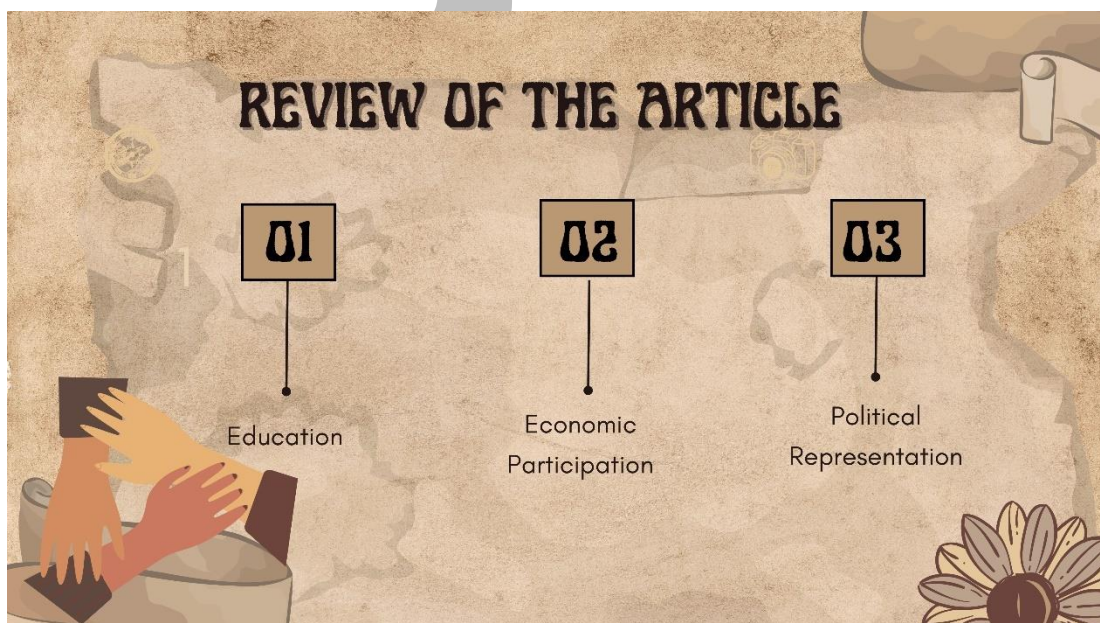 REVIEW OF THE ARTICLE
01
Education
02
Economic
Participation
03
Political
Representation